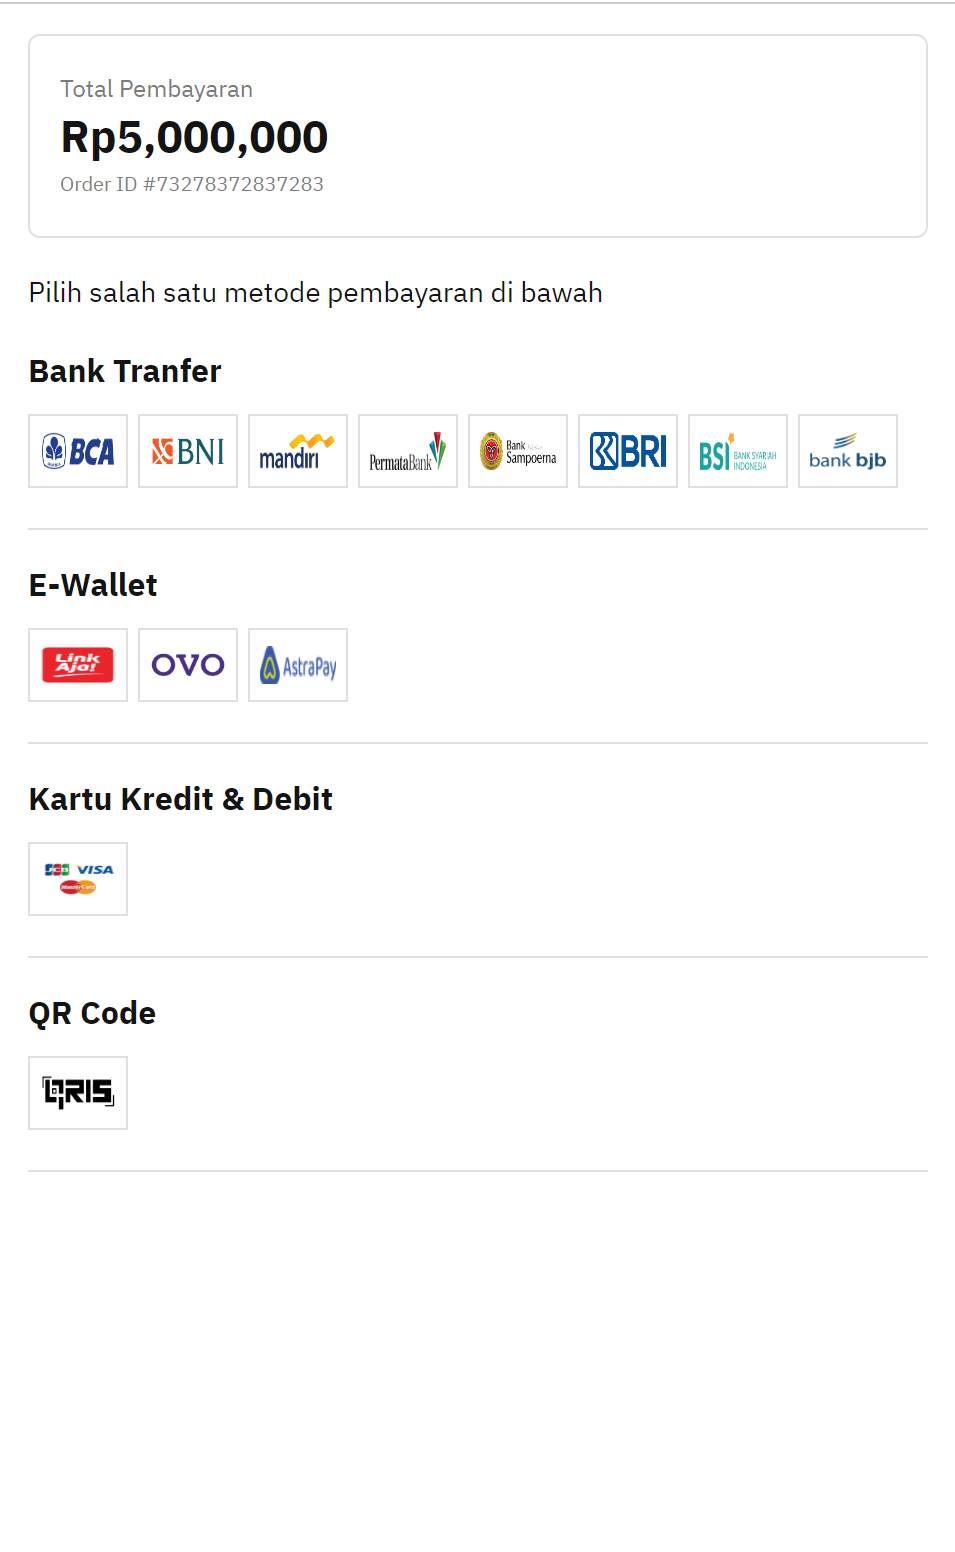 Total Pembayaran
Rp5,000,000
Order ID #73278372837283
Pilih salah satu metode pembayaran di bawah
Bank Tranfer
BCA
BNI
mandiri
PermataBank
Bank
Sampoerna
BRI
BSI BANK SYARIAH
INDONESIA
bank bjb
E-Wallet
Link
Ajo!
OVO
AstraPay
Kartu Kredit & Debit
JCB VISA
MasterCard
QR Code
QRIS